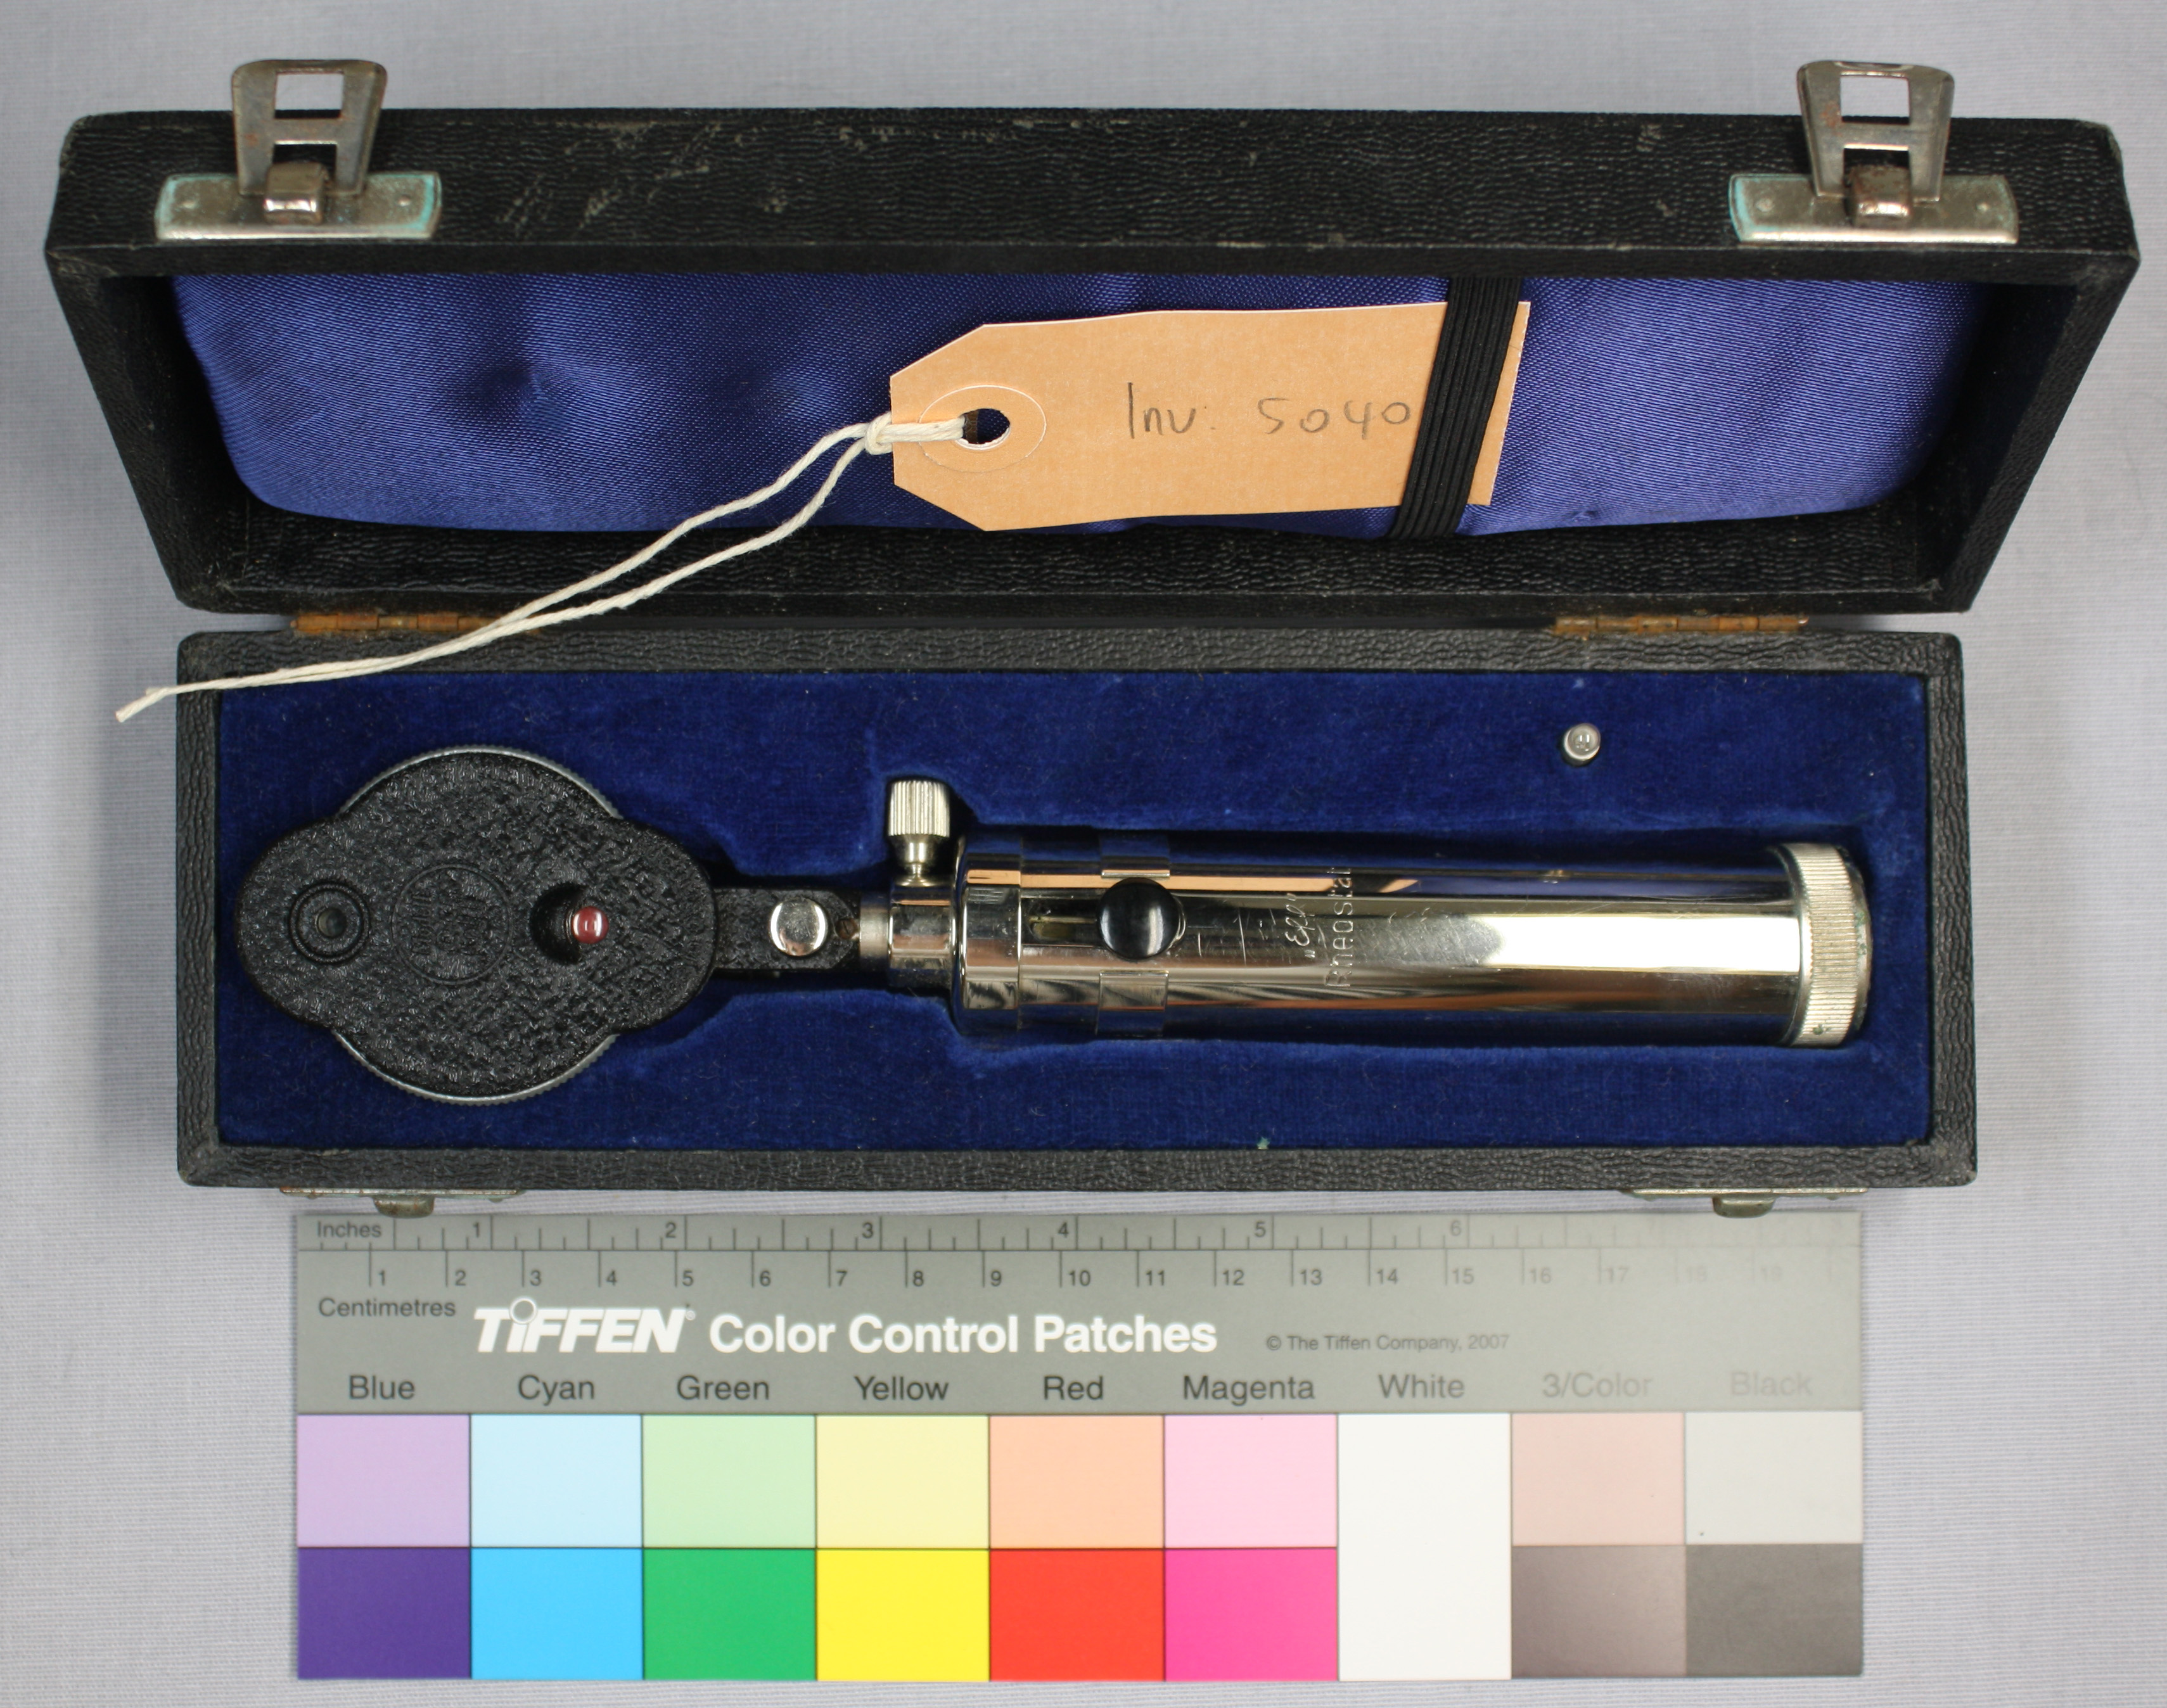 Inv: 5040
"Epp"
Rheostat
Inches 1 2 3 4 5 6
1 2 3 4 5 6 7 8 9 10 11 12 13 14 15 16 17 18 19
Centimetres
TIFFEN® Color Control Patches © The Tiffen Company, 2007
Blue Cyan Green Yellow Red Magenta White 3/Color Black